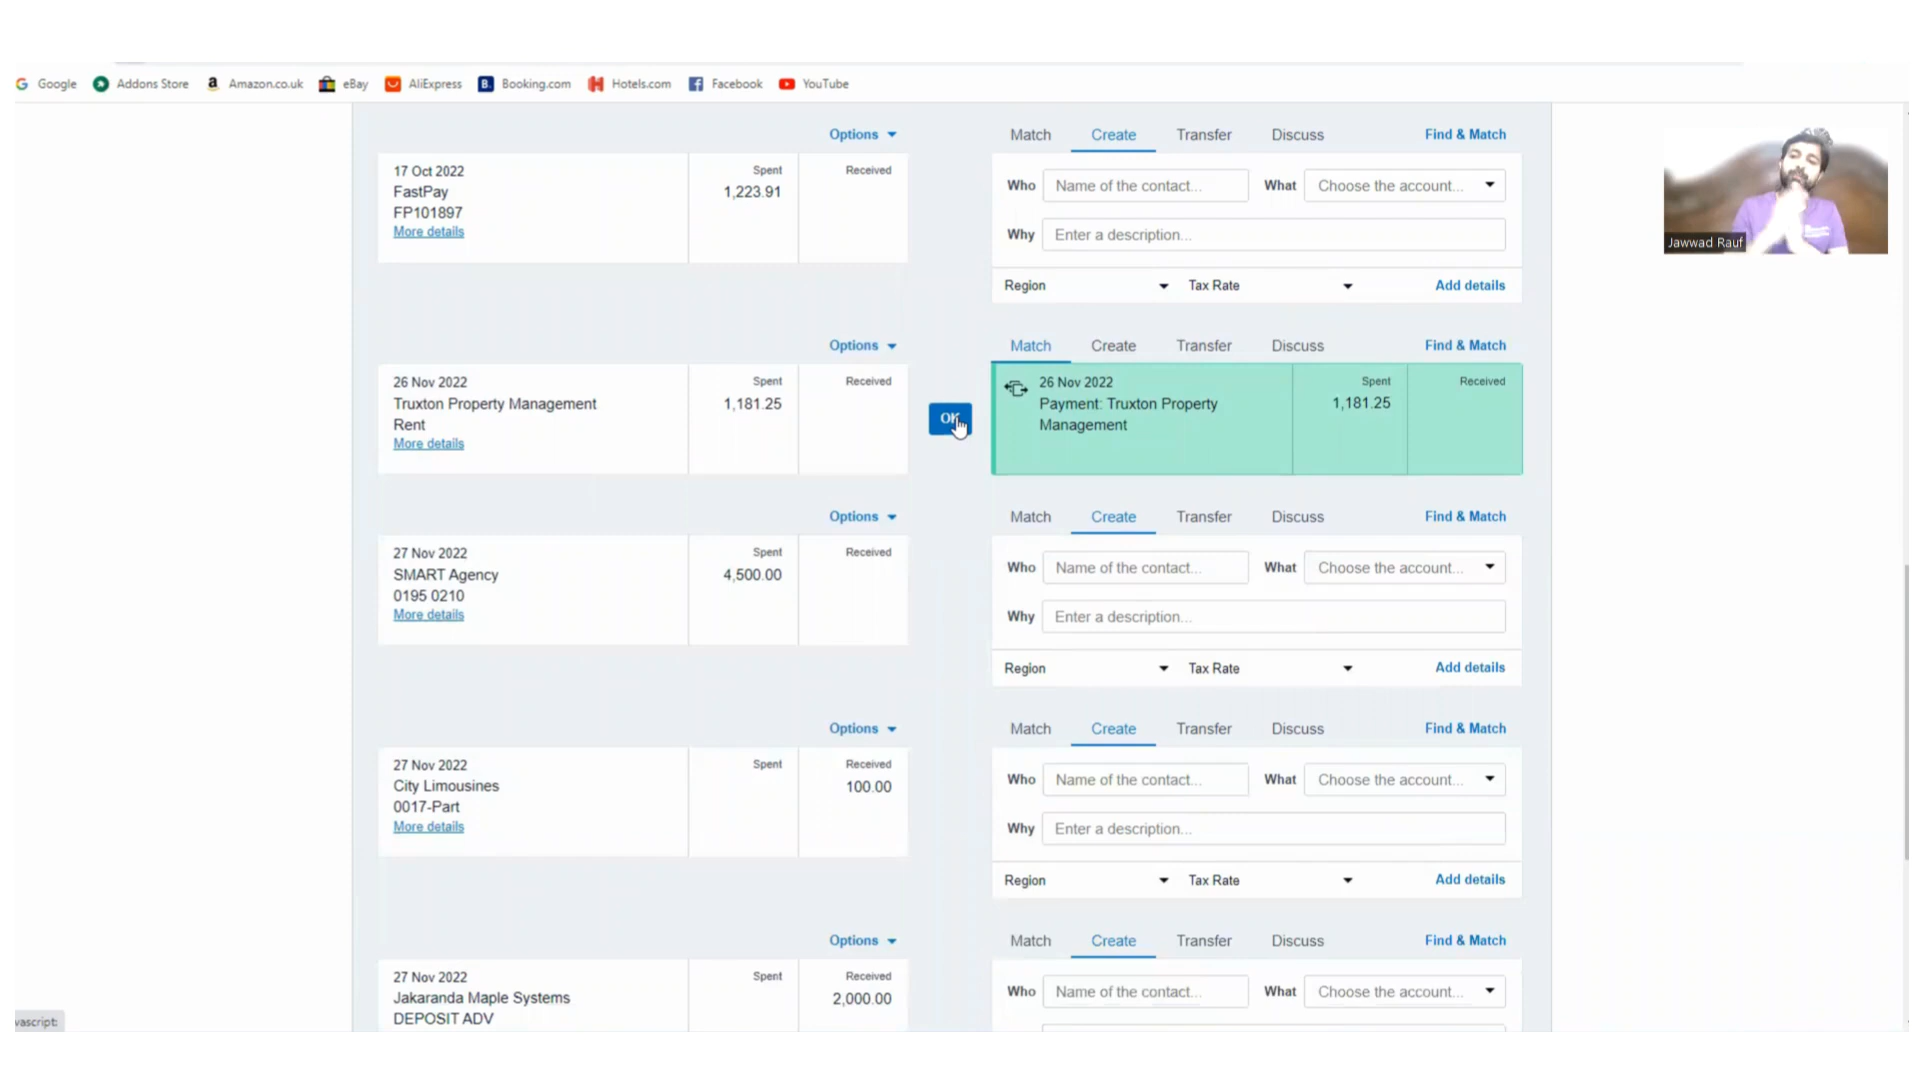 Google Addons Store Amazon.co.uk eBay AliExpress Booking.com Hotels.com Facebook YouTube
Options Match Create Transfer Discuss Find & Match
17 Oct 2022 Spent Received
FastPay 1,223.91 Who Name of the contact... What Choose the account...
FP101897
More details Why Enter a description...
Jawwad Rauf
Region Tax Rate Add details
Options Match Create Transfer Discuss Find & Match
26 Nov 2022 Spent Received 26 Nov 2022 Spent Received
Truxton Property Management 1,181.25 OK Payment: Truxton Property 1,181.25
Rent Management
More details
Options Match Create Transfer Discuss Find & Match
27 Nov 2022 Spent Received
SMART Agency 4,500.00 Who Name of the contact... What Choose the account...
0195 0210
More details Why Enter a description...
Region Tax Rate Add details
Options Match Create Transfer Discuss Find & Match
27 Nov 2022 Spent Received
City Limousines 100.00 Who Name of the contact... What Choose the account...
0017-Part
More details Why Enter a description...
Region Tax Rate Add details
Options Match Create Transfer Discuss Find & Match
27 Nov 2022 Spent Received
Jakaranda Maple Systems 2,000.00 Who Name of the contact... What Choose the account...
DEPOSIT ADV
vascript: